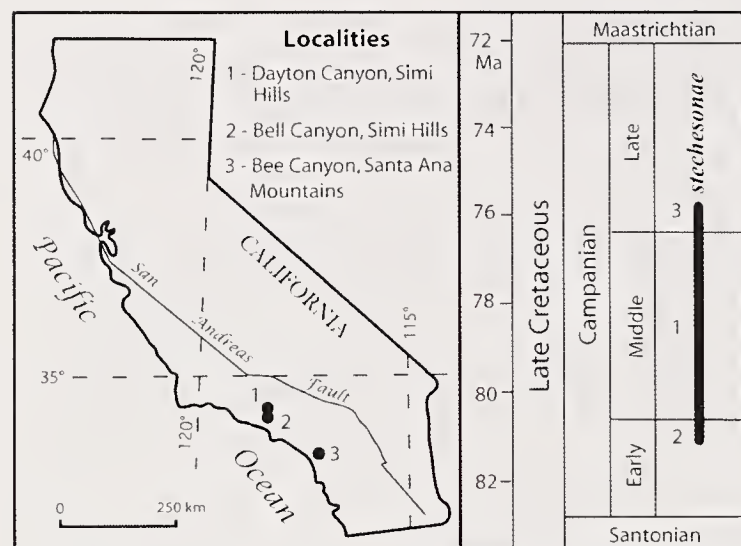 Localities
1 - Dayton Canyon, Simi
Hills
2 - Bell Canyon, Simi Hills
3 - Bee Canyon, Santa Ana
Mountains
120°
40°
Pacific
San
Andreas
Fault
CALIFORNIA
115°
35°
1
2
3
120°
Ocean
0
250 km
72
Ma
74
76
78
80
82
Late Cretaceous
Maastrichtian
Campanian
Late
Middle
Early
Santonian
stechesonae
3
1
2